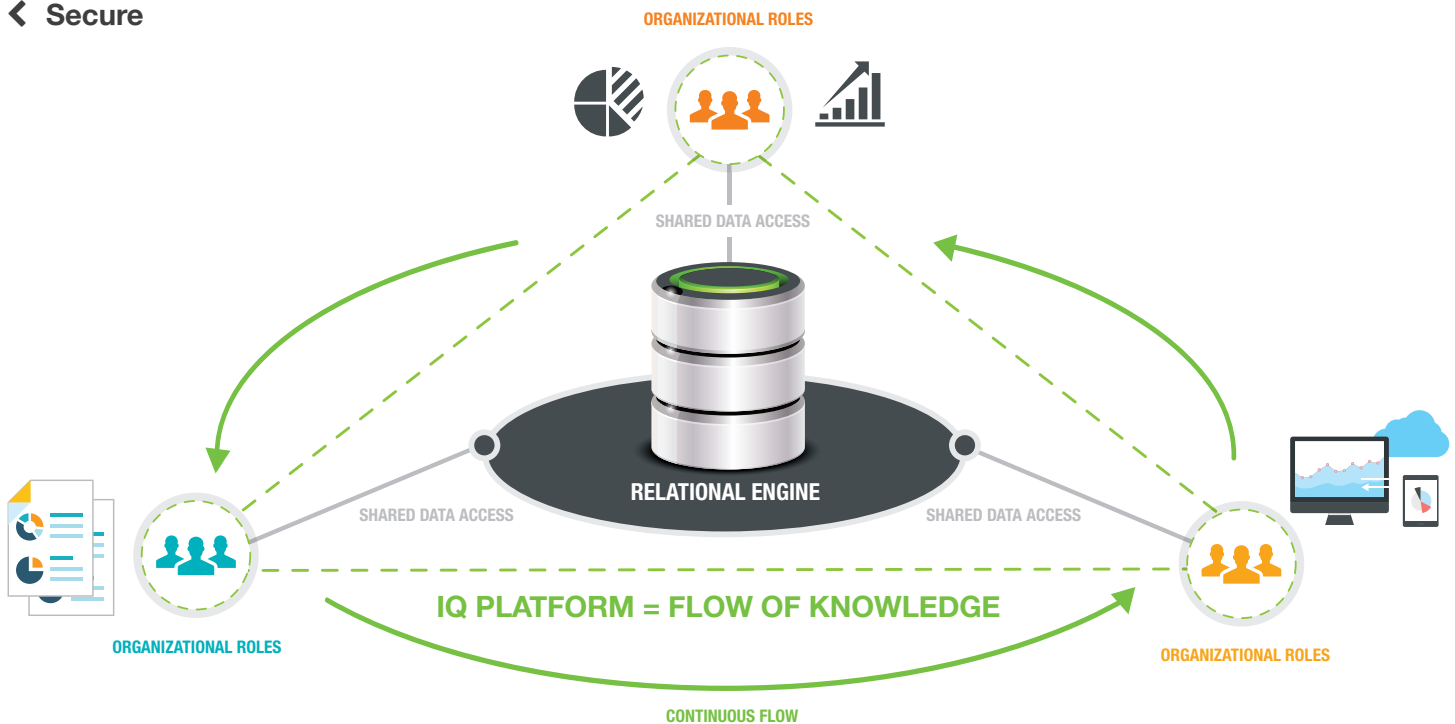 Secure
ORGANIZATIONAL ROLES
SHARED DATA ACCESS
RELATIONAL ENGINE
SHARED DATA ACCESS
SHARED DATA ACCESS
IQ PLATFORM = FLOW OF KNOWLEDGE
ORGANIZATIONAL ROLES
ORGANIZATIONAL ROLES
CONTINUOUS FLOW